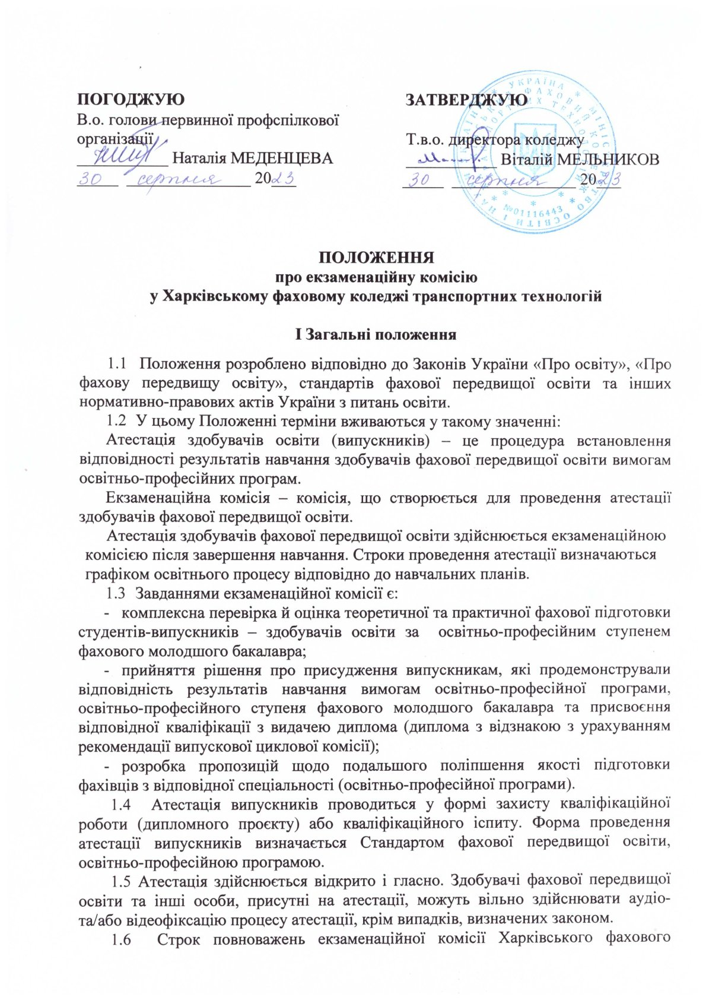 ПОГОДЖУЮ
В.о. голови первинної профспілкової
організації
Наталія МЕДЕНЦЕВА
30 серпня 2023
ЗАТВЕРДЖУЮ
Т.в.о. директора коледжу
Віталій МЕЛЬНИКОВ
30 серпня 2023
УКРАЇНА * МІНІСТЕРСТВО ОСВІТИ І НАУКИ УКРАЇНИ *
ФАХОВИЙ КОЛЕДЖ
ТРАНСПОРТНИХ ТЕХНОЛОГІЙ
№01116443
ПОЛОЖЕННЯ
про екзаменаційну комісію
у Харківському фаховому коледжі транспортних технологій
І Загальні положення
1.1 Положення розроблено відповідно до Законів України «Про освіту», «Про
фахову передвищу освіту», стандартів фахової передвищої освіти та інших
нормативно-правових актів України з питань освіти.
1.2 У цьому Положенні терміни вживаються у такому значенні:
Атестація здобувачів освіти (випускників) – це процедура встановлення
відповідності результатів навчання здобувачів фахової передвищої освіти вимогам
освітньо-професійних програм.
Екзаменаційна комісія – комісія, що створюється для проведення атестації
здобувачів фахової передвищої освіти.
Атестація здобувачів фахової передвищої освіти здійснюється екзаменаційною
комісією після завершення навчання. Строки проведення атестації визначаються
графіком освітнього процесу відповідно до навчальних планів.
1.3 Завданнями екзаменаційної комісії є:
- комплексна перевірка й оцінка теоретичної та практичної фахової підготовки
студентів-випускників – здобувачів освіти за освітньо-професійним ступенем
фахового молодшого бакалавра;
- прийняття рішення про присудження випускникам, які продемонстрували
відповідність результатів навчання вимогам освітньо-професійної програми,
освітньо-професійного ступеня фахового молодшого бакалавра та присвоєння
відповідної кваліфікації з видачею диплома (диплома з відзнакою з урахуванням
рекомендації випускової циклової комісії);
- розробка пропозицій щодо подальшого поліпшення якості підготовки
фахівців з відповідної спеціальності (освітньо-професійної програми).
1.4 Атестація випускників проводиться у формі захисту кваліфікаційної
роботи (дипломного проєкту) або кваліфікаційного іспиту. Форма проведення
атестації випускників визначається Стандартом фахової передвищої освіти,
освітньо-професійною програмою.
1.5 Атестація здійснюється відкрито і гласно. Здобувачі фахової передвищої
освіти та інші особи, присутні на атестації, можуть вільно здійснювати аудіо-
та/або відеофіксацію процесу атестації, крім випадків, визначених законом.
1.6 Строк повноважень екзаменаційної комісії Харківського фахового